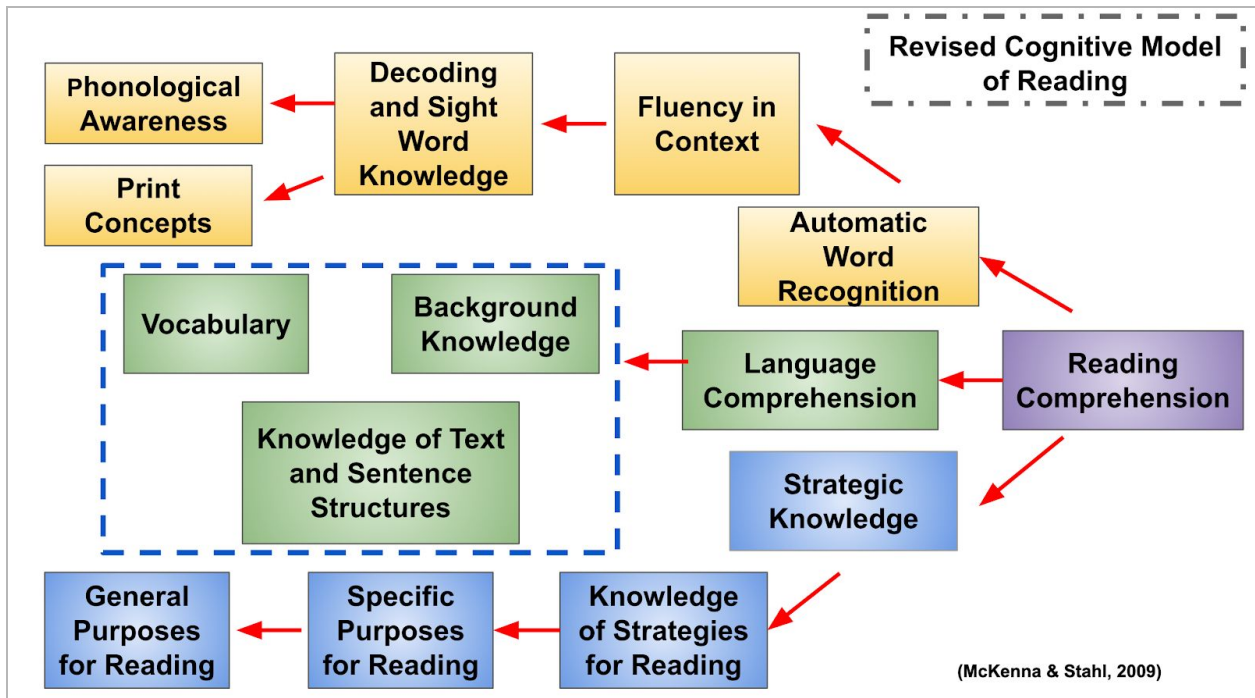 Revised Cognitive Model
of Reading
Phonological
Awareness
Decoding
and Sight
Word
Knowledge
Fluency in
Context
Print
Concepts
Automatic
Word
Recognition
Vocabulary
Background
Knowledge
Language
Comprehension
Reading
Comprehension
Knowledge of Text
and Sentence
Structures
Strategic
Knowledge
General
Purposes
for Reading
Specific
Purposes
for Reading
Knowledge
of Strategies
for Reading
(McKenna & Stahl, 2009)